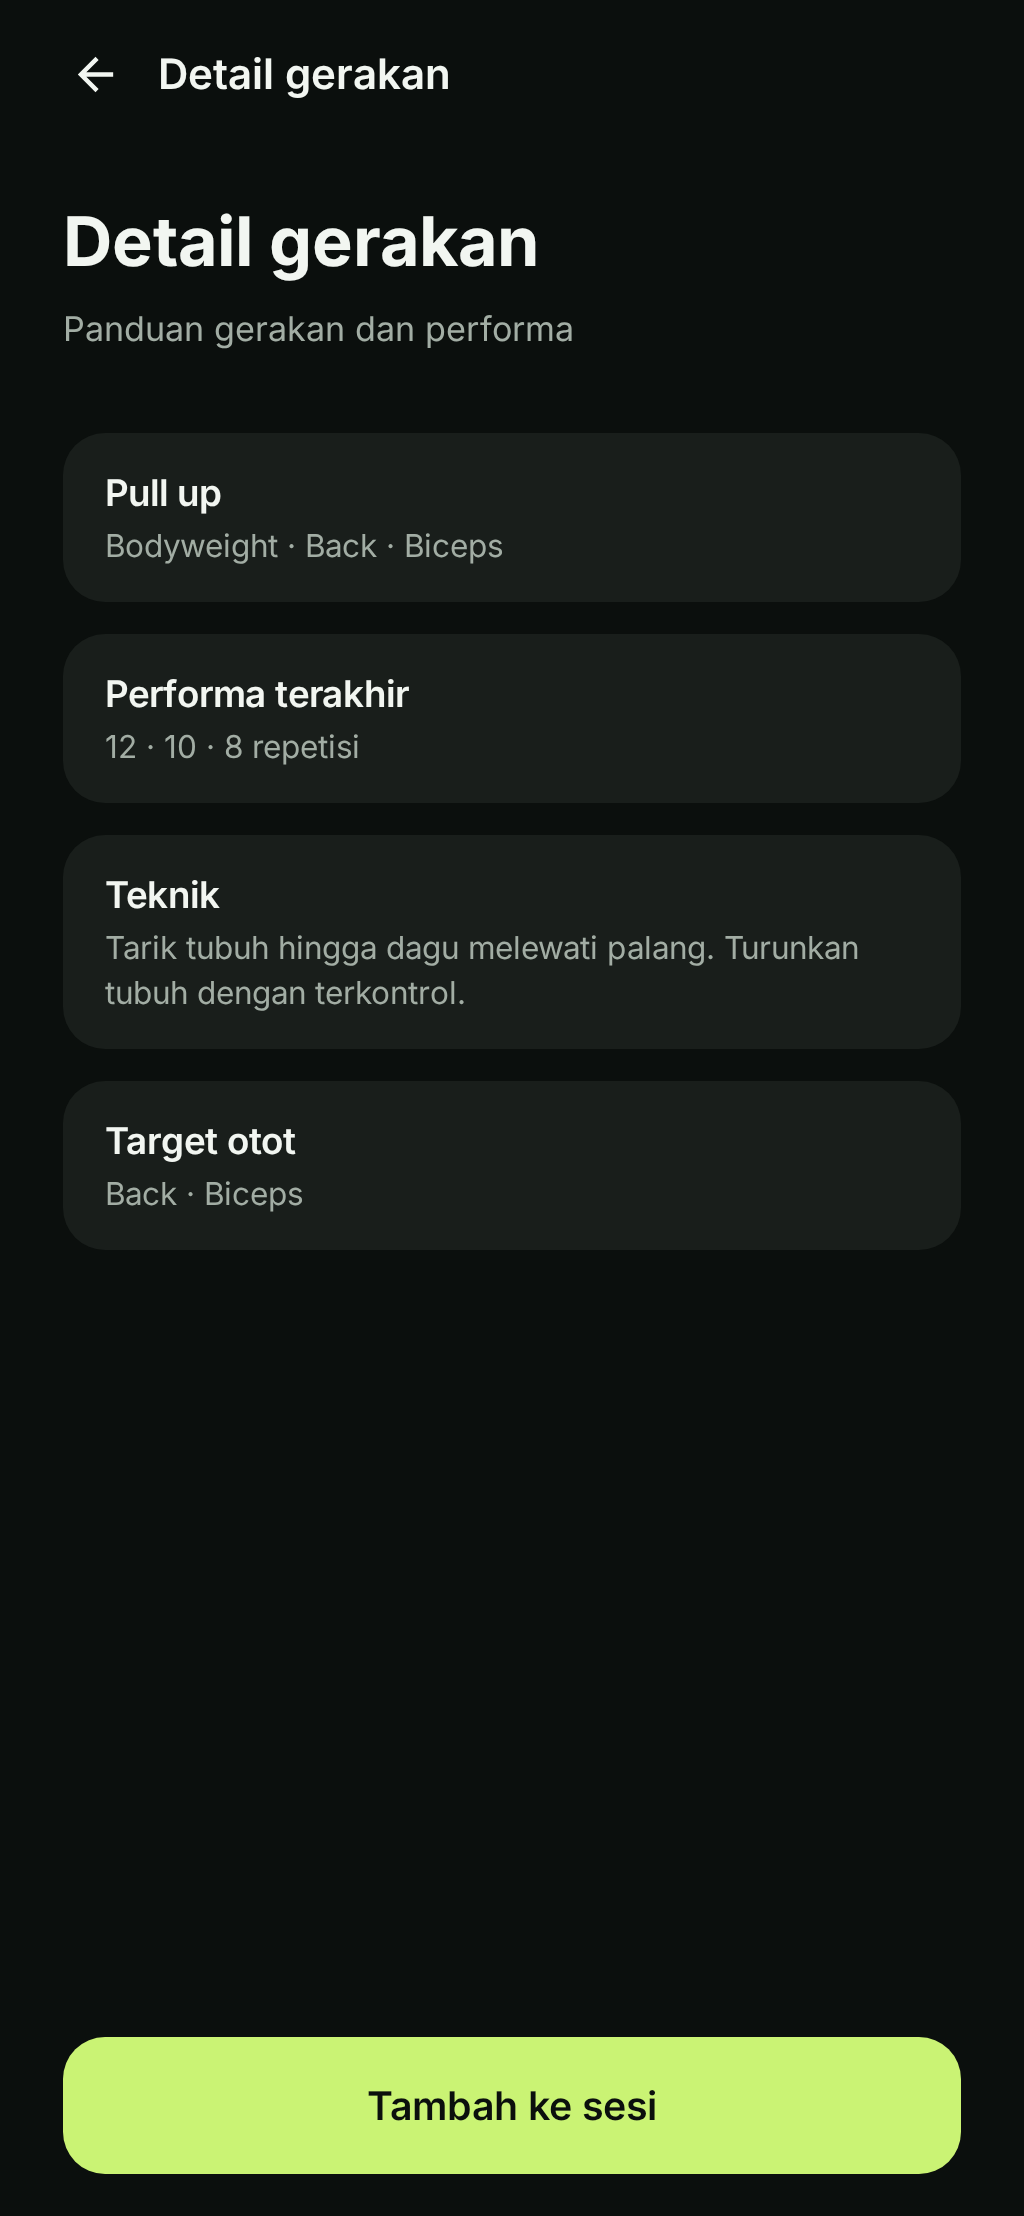 Detail gerakan
Detail gerakan
Panduan gerakan dan performa
Pull up
Bodyweight · Back · Biceps
Performa terakhir
12 · 10 · 8 repetisi
Teknik
Tarik tubuh hingga dagu melewati palang. Turunkan
tubuh dengan terkontrol.
Target otot
Back · Biceps
Tambah ke sesi